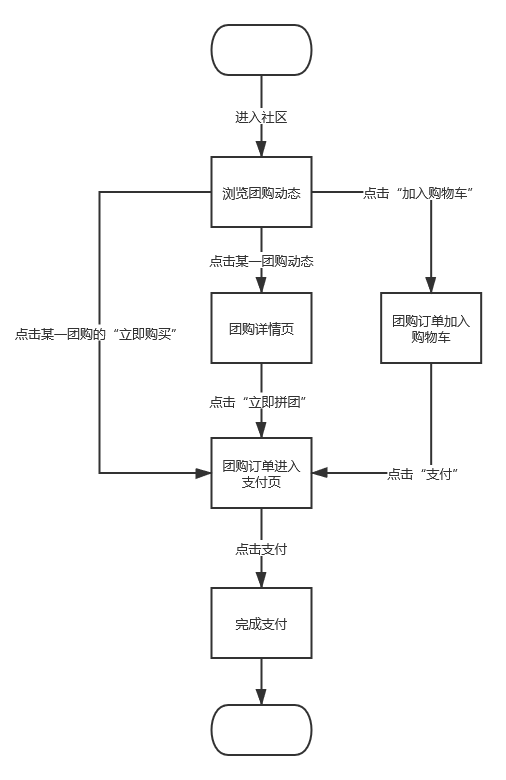 进入社区
浏览团购动态
点击“加入购物车”
点击某一团购动态
团购详情页
团购订单加入
购物车
点击某一团购的“立即购买”
点击“立即拼团”
团购订单进入
支付页
点击“支付”
点击支付
完成支付